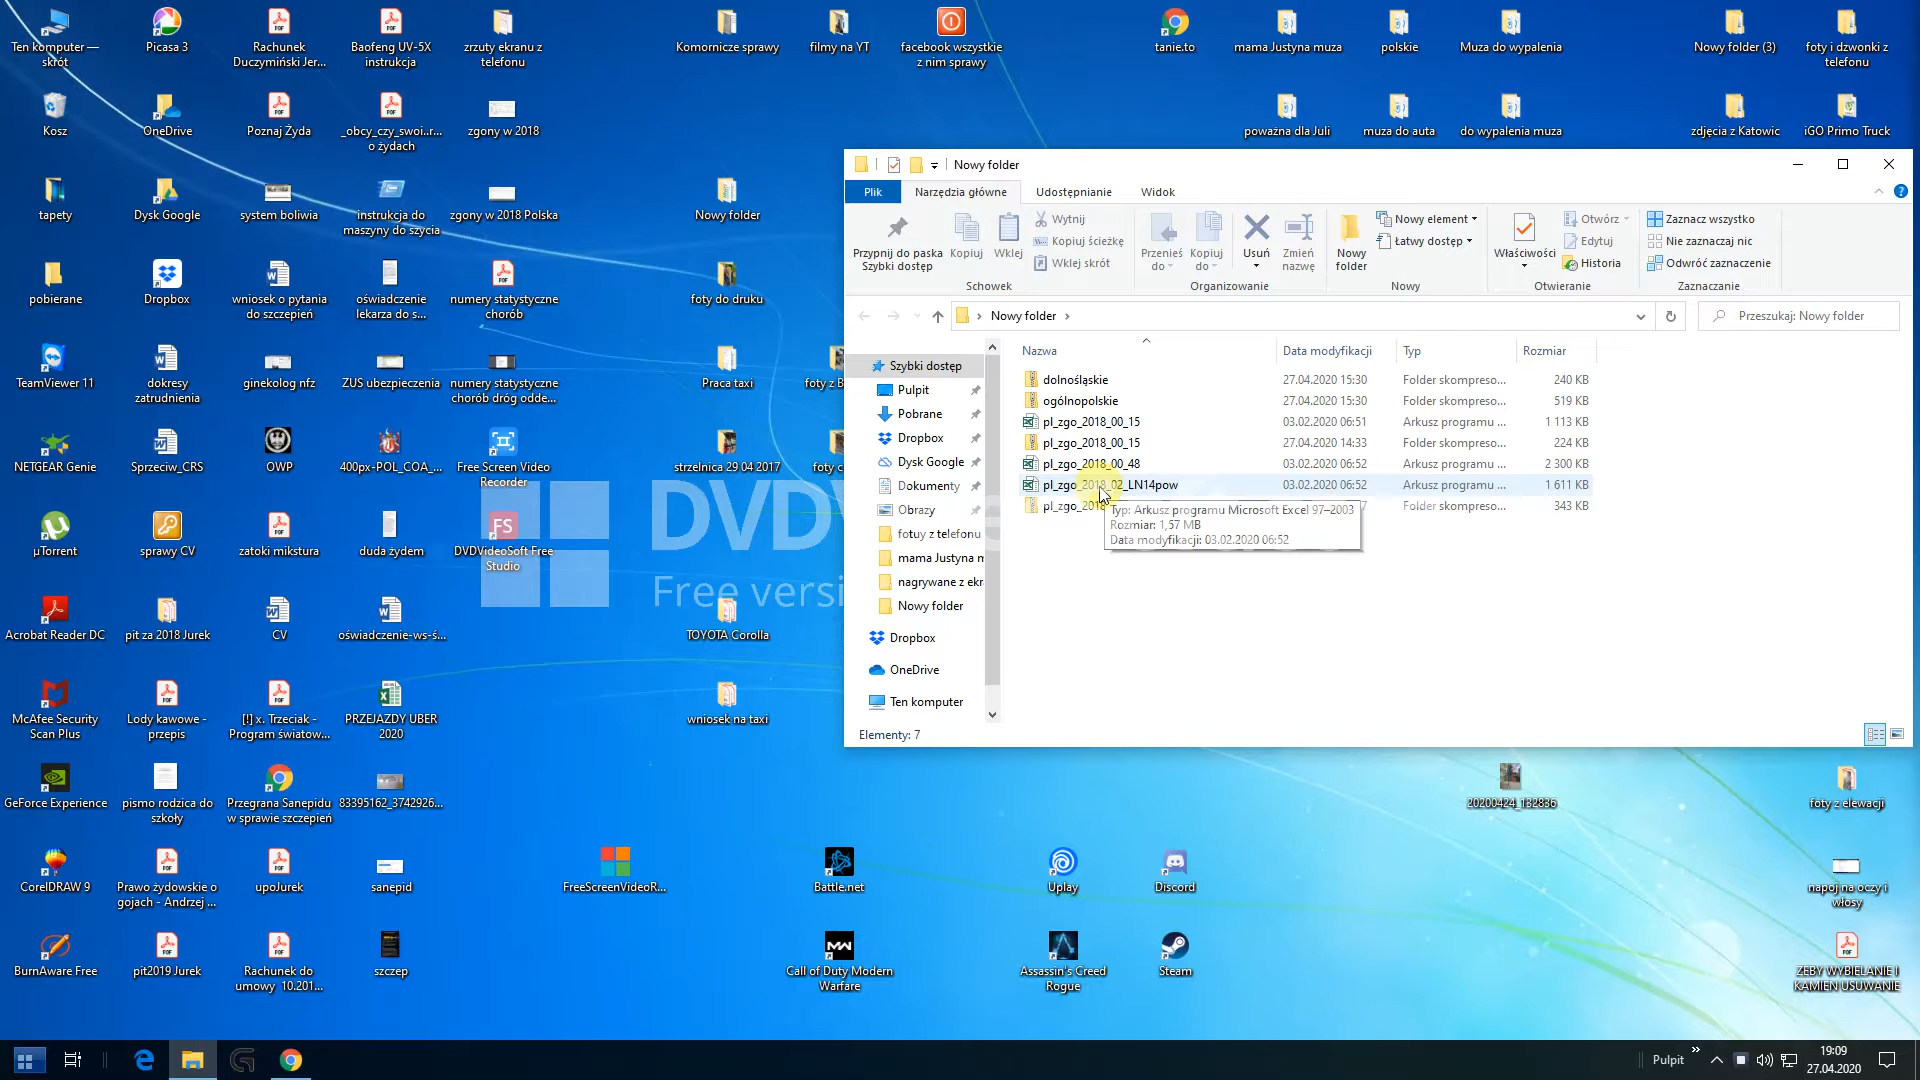 Ten komputer —
skrót
Picasa 3
Rachunek
Duczymiński Jer...
Baofeng UV-5X
instrukcja
zrzuty ekranu z
telefonu
Komornicze sprawy
filmy na YT
facebook wszystkie
z nim sprawy
tanie.to
mama Justyna muza
polskie
Muza do wypalenia
Nowy folder (3)
foty i dzwonki z
telefonu
Kosz
OneDrive
Poznaj Żyda
_obcy_czy_swoi..r...
o żydach
zgony w 2018
poważna dla Juli
muza do auta
do wypalenia muza
zdjęcia z Katowic
iGO Primo Truck
tapety
Dysk Google
system boliwia
instrukcja do
maszyny do szycia
zgony w 2018 Polska
Nowy folder
pobierane
Dropbox
wniosek o pytania
do szczepień
oświadczenie
lekarza do s...
numery statystyczne
chorób
foty do druku
TeamViewer 11
dokresy
zatrudnienia
ginekolog nfz
ZUS ubezpieczenia
numery statystyczne
chorób dróg odde...
Praca taxi
foty z B
NETGEAR Genie
Sprzeciw_CRS
OWP
400px-POL_COA_...
Free Screen Video
Recorder
strzelnica 29 04 2017
foty c
µTorrent
sprawy CV
zatoki mikstura
duda żydem
DVDVideoSoft Free
Studio
DVDV
Free versi
Acrobat Reader DC
pit za 2018 Jurek
CV
oświadczenie-ws-ś...
TOYOTA Corolla
McAfee Security
Scan Plus
Lody kawowe -
przepis
[!] x. Trzeciak -
Program światow...
PRZEJAZDY UBER
2020
wniosek na taxi
GeForce Experience
pismo rodzica do
szkoły
Przegrana Sanepidu
w sprawie szczepień
83395162_3742926...
20200424_132836
foty z elewacji
CorelDRAW 9
Prawo żydowskie o
gojach - Andrzej ...
upoJurek
sanepid
FreeScreenVideoR...
Battle.net
Uplay
Discord
napoj na oczy i
włosy
BurnAware Free
pit2019 Jurek
Rachunek do
umowy 10.201...
szczep
Call of Duty Modern
Warfare
Assassin's Creed
Rogue
Steam
ZEBY WYBIELANIE I
KAMIEN USUWANIE
Nowy folder
Plik
Narzędzia główne
Udostępnianie
Widok
Przypnij do paska
Szybki dostęp
Kopiuj
Wklej
Wytnij
Kopiuj ścieżkę
Wklej skrót
Schowek
Przenieś
do
Kopiuj
do
Usuń
Zmień
nazwę
Organizowanie
Nowy
folder
Nowy element
Łatwy dostęp
Nowy
Właściwości
Otwórz
Edytuj
Historia
Otwieranie
Zaznacz wszystko
Nie zaznaczaj nic
Odwróć zaznaczenie
Zaznaczanie
Nowy folder
Przeszukaj: Nowy folder
Szybki dostęp
Pulpit
Pobrane
Dropbox
Dysk Google
Dokumenty
Obrazy
fotuy z telefonu
mama Justyna m
nagrywane z ekr
Nowy folder
Dropbox
OneDrive
Ten komputer
Nazwa Data modyfikacji Typ Rozmiar
dolnośląskie 27.04.2020 15:30 Folder skompreso... 240 KB
ogólnopolskie 27.04.2020 15:30 Folder skompreso... 519 KB
pl_zgo_2018_00_15 03.02.2020 06:51 Arkusz programu ... 1 113 KB
pl_zgo_2018_00_15 27.04.2020 14:33 Folder skompreso... 224 KB
pl_zgo_2018_00_48 03.02.2020 06:52 Arkusz programu ... 2 300 KB
pl_zgo_2018_02_LN14pow 03.02.2020 06:52 Arkusz programu ... 1 611 KB
pl_zgo_2018 7 Folder skompreso... 343 KB
Typ: Arkusz programu Microsoft Excel 97–2003
Rozmiar: 1,57 MB
Data modyfikacji: 03.02.2020 06:52
Elementy: 7
Pulpit
19:09
27.04.2020